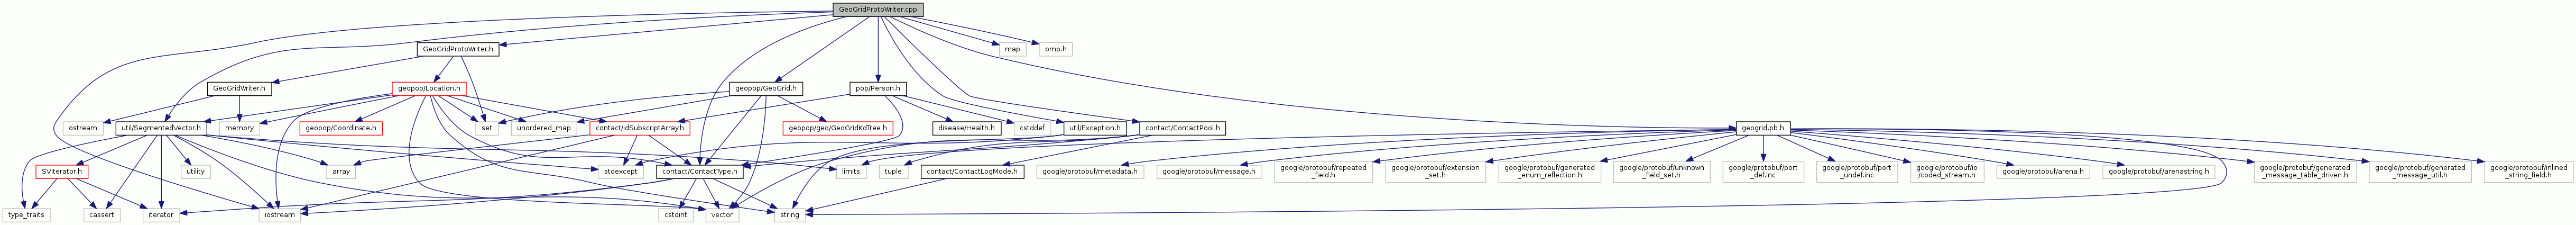 GeoGridProtoWriter.cpp
GeoGridProtoWriter.h
map
omp.h
GeoGridWriter.h
geopop/Location.h
geopop/GeoGrid.h
pop/Person.h
ostream
util/SegmentedVector.h
memory
geopop/Coordinate.h
set
unordered_map
contact/IdSubscriptArray.h
geopop/geo/GeoGridKdTree.h
disease/Health.h
cstddef
util/Exception.h
contact/ContactPool.h
geogrid.pb.h
SVIterator.h
utility
array
stdexcept
contact/ContactType.h
limits
tuple
contact/ContactLogMode.h
google/protobuf/metadata.h
google/protobuf/message.h
google/protobuf/repeated
_field.h
google/protobuf/extension
_set.h
google/protobuf/generated
_enum_reflection.h
google/protobuf/unknown
_field_set.h
google/protobuf/port
_def.inc
google/protobuf/port
_undef.inc
google/protobuf/io
/coded_stream.h
google/protobuf/arena.h
google/protobuf/arenastring.h
google/protobuf/generated
_message_table_driven.h
google/protobuf/generated
_message_util.h
google/protobuf/inlined
_string_field.h
type_traits
cassert
iterator
iostream
cstdint
vector
string